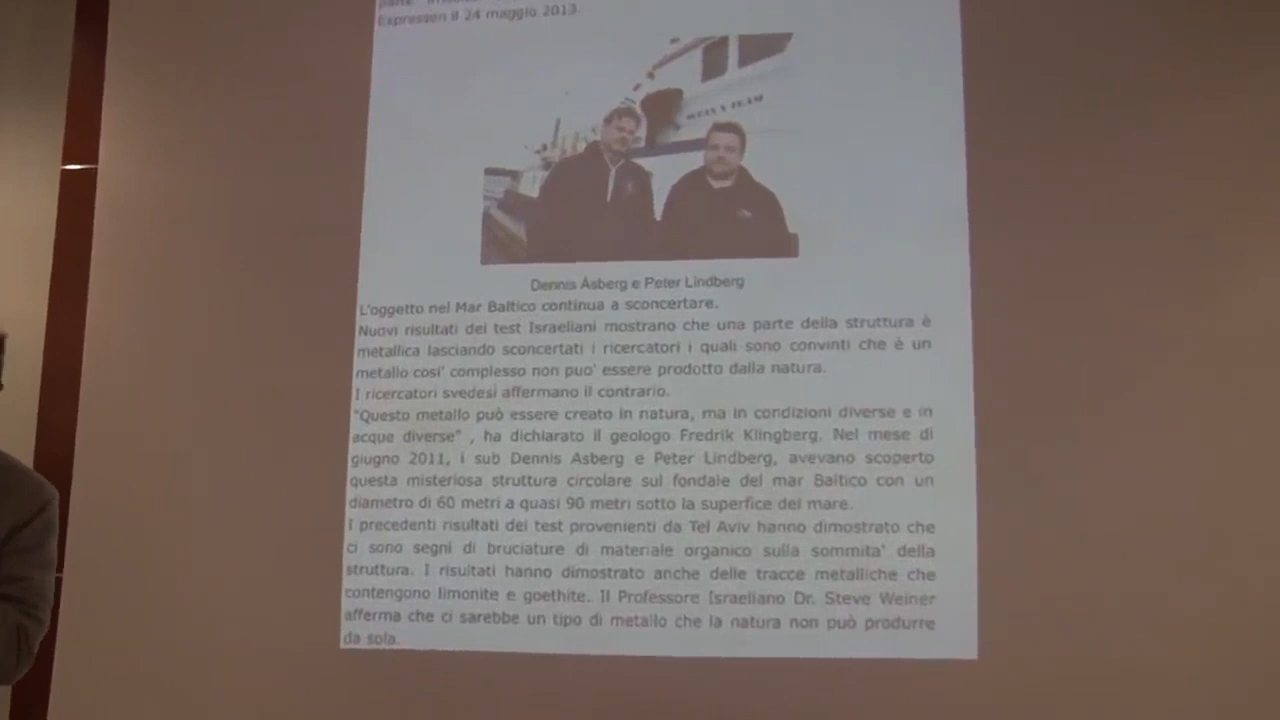 parte
Expressen il 24 maggio 2013.
TEAM
Dennis Åsberg e Peter Lindberg
L'oggetto nel Mar Baltico continua a sconcertare.
Nuovi risultati dei test Israeliani mostrano che una parte della struttura è
metallica lasciando sconcertati i ricercatori i quali sono convinti che è un
metallo cosi' complesso non puo' essere prodotto dalla natura.
I ricercatori svedesi affermano il contrario.
"Questo metallo può essere creato in natura, ma in condizioni diverse e in
acque diverse" , ha dichiarato il geologo Fredrik Klingberg. Nel mese di
giugno 2011, i sub Dennis Asberg e Peter Lindberg, avevano scoperto
questa misteriosa struttura circolare sul fondale del mar Baltico con un
diametro di 60 metri a quasi 90 metri sotto la superfice del mare.
I precedenti risultati dei test provenienti da Tel Aviv hanno dimostrato che
ci sono segni di bruciature di materiale organico sulla sommita' della
struttura. I risultati hanno dimostrato anche delle tracce metalliche che
contengono limonite e goethite.. Il Professore Israeliano Dr. Steve Weiner
afferma che ci sarebbe un tipo di metallo che la natura non può produrre
da sola.